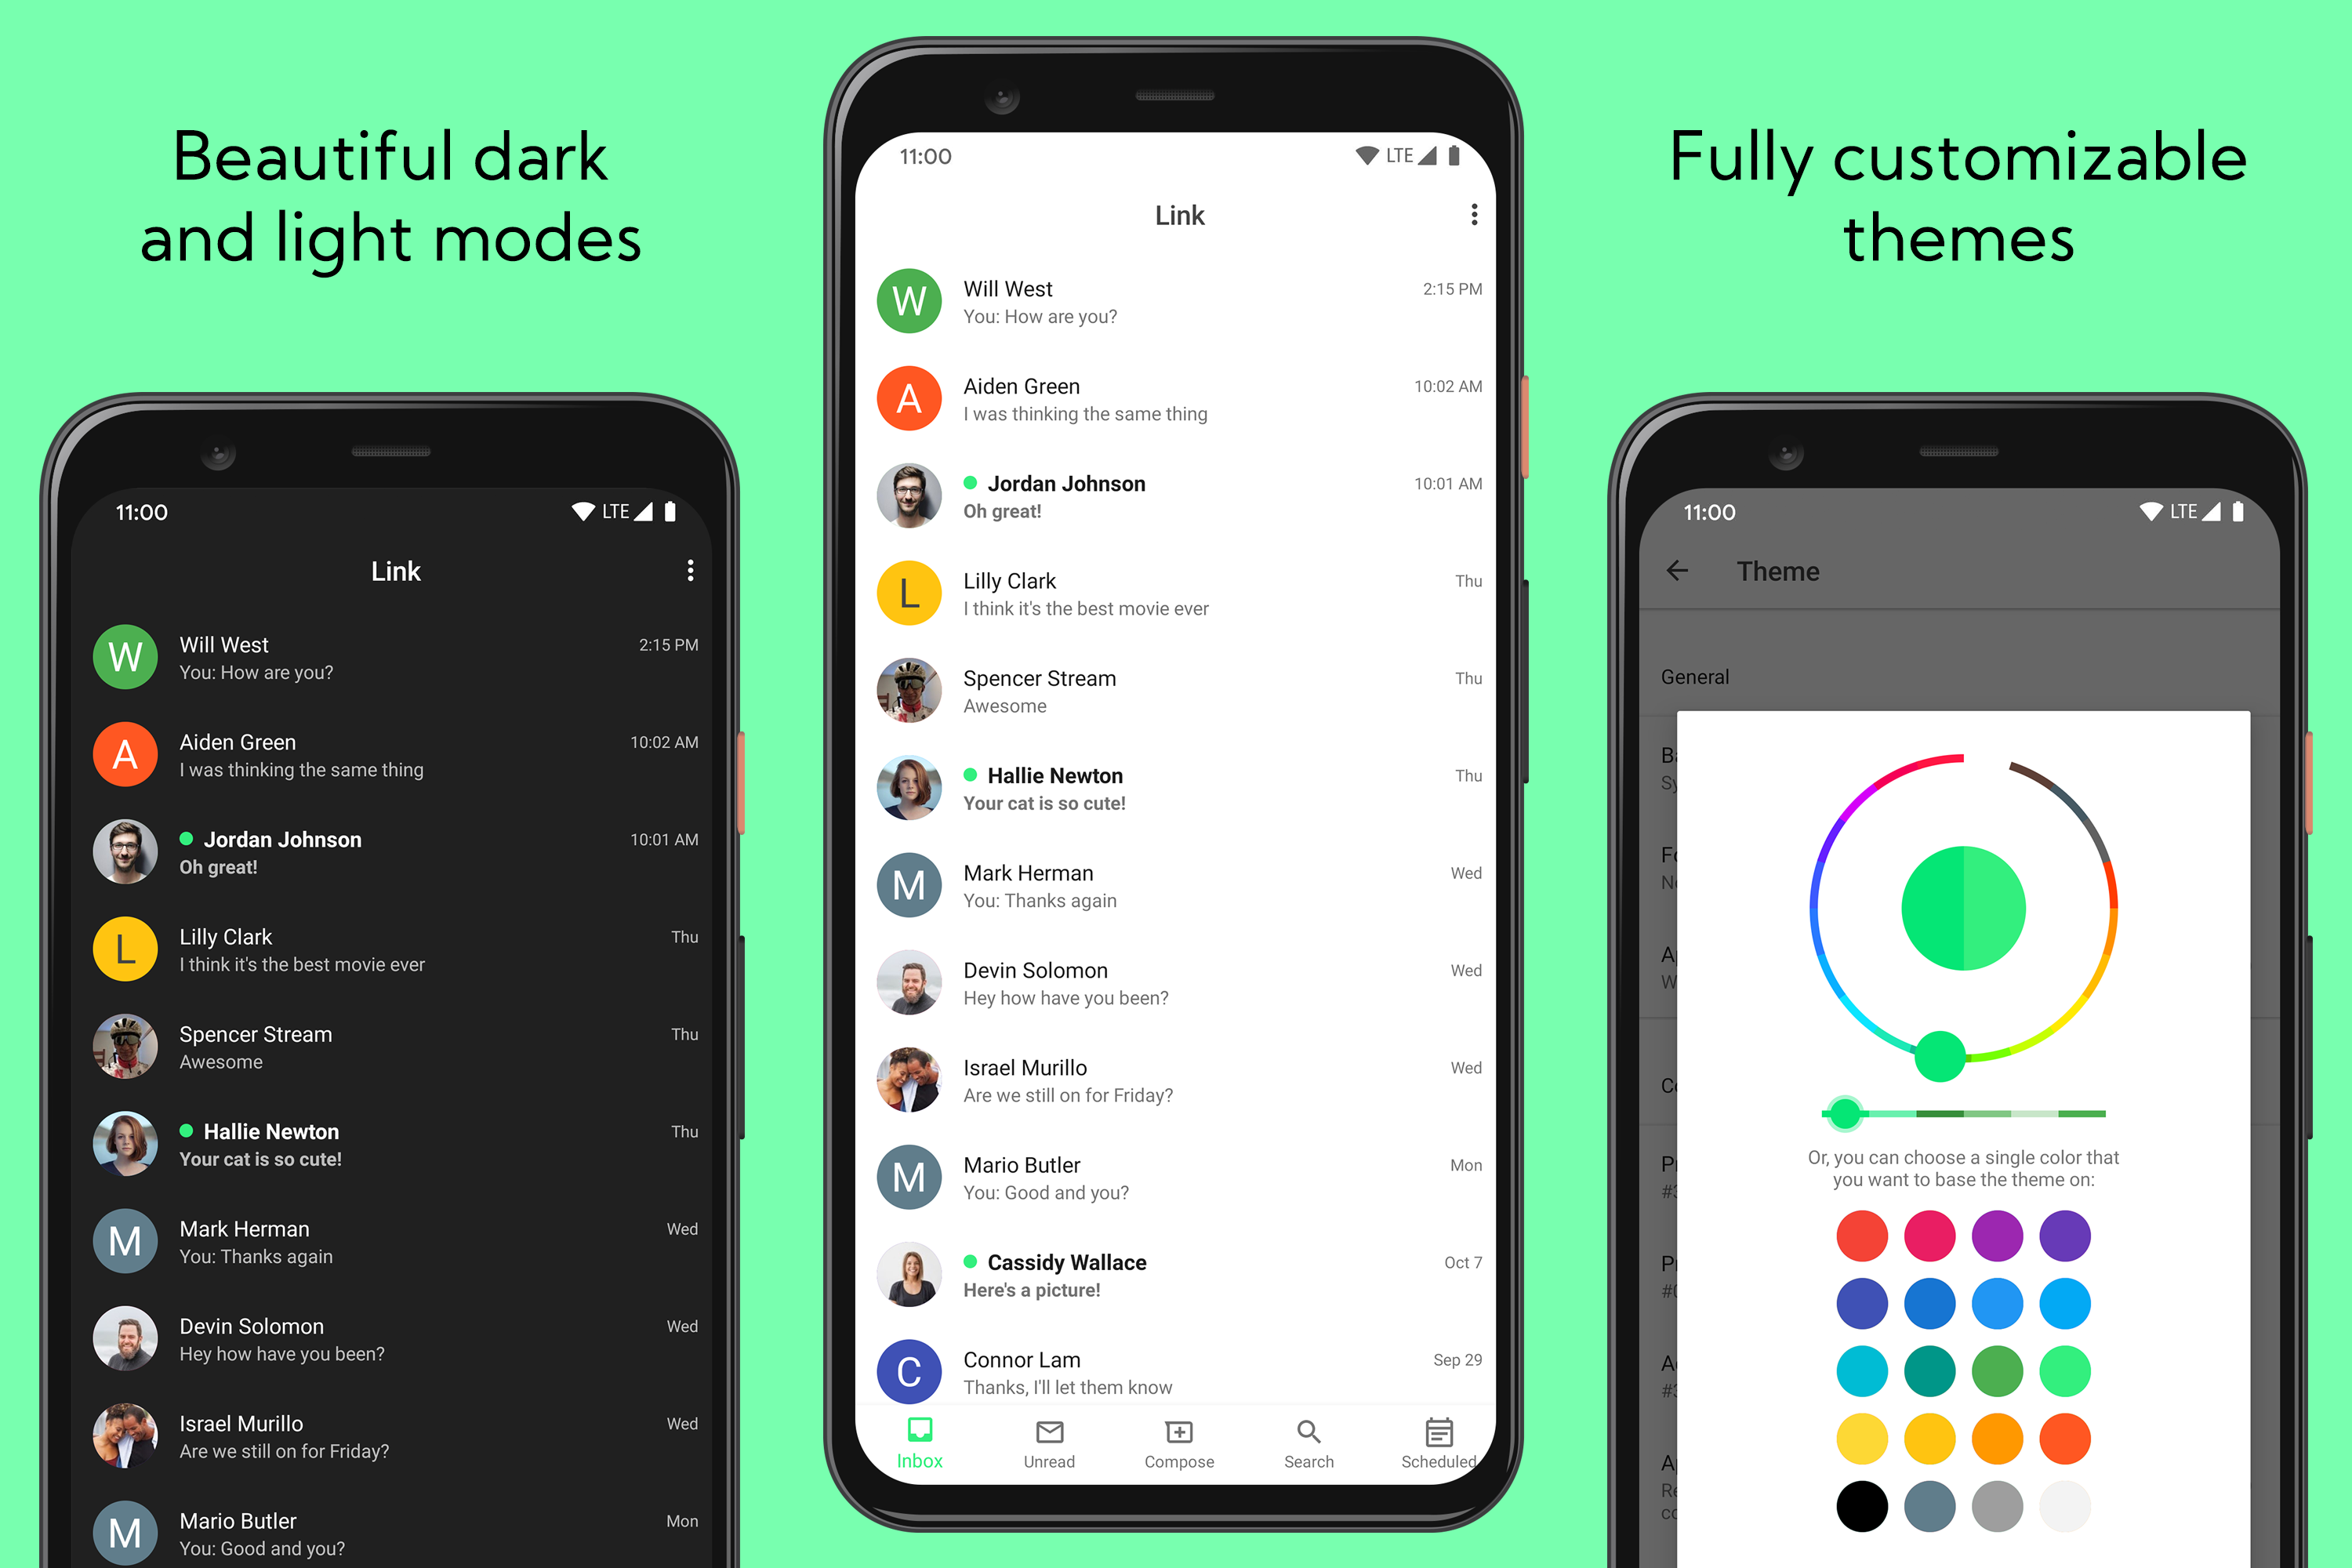 Beautiful dark
and light modes
11:00
LTE
Link
W
Will West
2:15 PM
You: How are you?
A
Aiden Green
10:02 AM
I was thinking the same thing
Jordan Johnson
10:01 AM
Oh great!
L
Lilly Clark
Thu
I think it's the best movie ever
Spencer Stream
Thu
Awesome
Hallie Newton
Thu
Your cat is so cute!
M
Mark Herman
Wed
You: Thanks again
Devin Solomon
Wed
Hey how have you been?
Israel Murillo
Wed
Are we still on for Friday?
M
Mario Butler
Mon
You: Good and you?
11:00
LTE
Link
W
Will West
2:15 PM
You: How are you?
A
Aiden Green
10:02 AM
I was thinking the same thing
Jordan Johnson
10:01 AM
Oh great!
L
Lilly Clark
Thu
I think it's the best movie ever
Spencer Stream
Thu
Awesome
Hallie Newton
Thu
Your cat is so cute!
M
Mark Herman
Wed
You: Thanks again
Devin Solomon
Wed
Hey how have you been?
Israel Murillo
Wed
Are we still on for Friday?
M
Mario Butler
Mon
You: Good and you?
Cassidy Wallace
Oct 7
Here's a picture!
C
Connor Lam
Sep 29
Thanks, I'll let them know
Inbox
Unread
Compose
Search
Scheduled
Fully customizable
themes
11:00
LTE
Theme
General
Or, you can choose a single color that
you want to base the theme on: